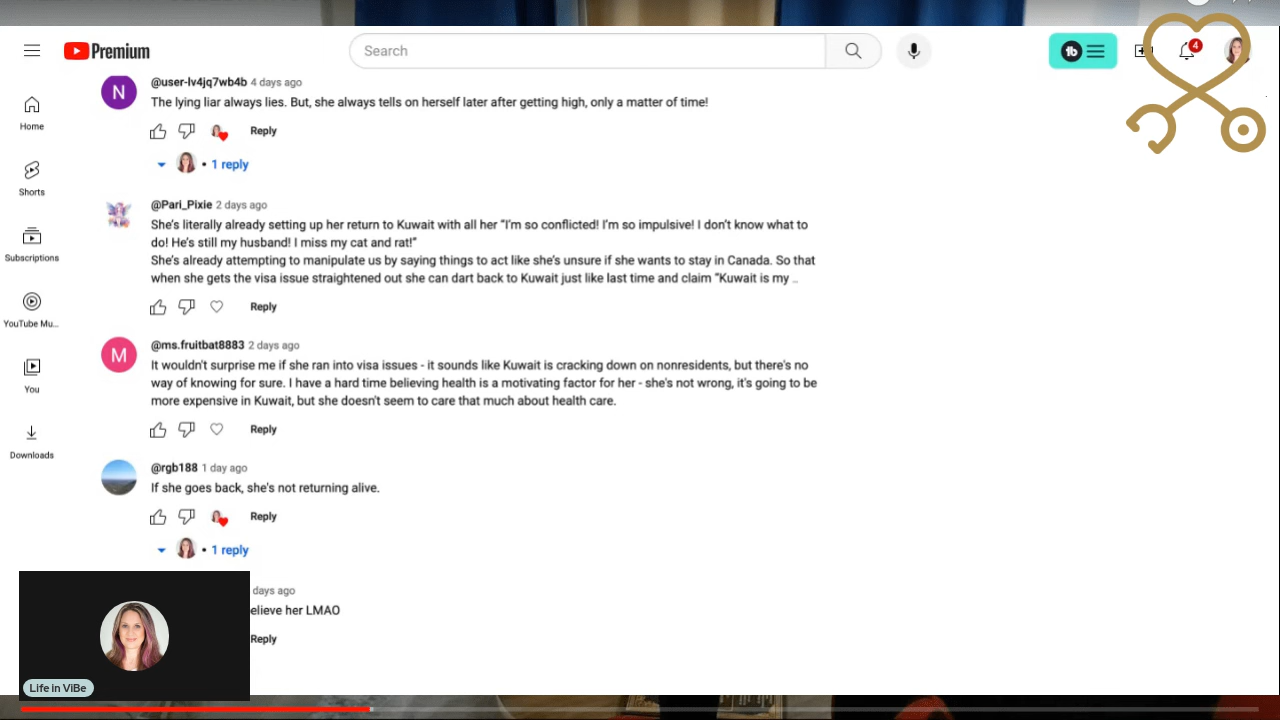 Premium
Search
4
Home
Shorts
Subscriptions
YouTube Mu...
You
Downloads
N
@user-lv4jq7wb4b 4 days ago
The lying liar always lies. But, she always tells on herself later after getting high, only a matter of time!
Reply
1 reply
@Pari_Pixie 2 days ago
She's literally already setting up her return to Kuwait with all her “I'm so conflicted! I'm so impulsive! I don't know what to
do! He's still my husband! I miss my cat and rat!”
She's already attempting to manipulate us by saying things to act like she's unsure if she wants to stay in Canada. So that
when she gets the visa issue straightened out she can dart back to Kuwait just like last time and claim “Kuwait is my ..
Reply
M
@ms.fruitbat8883 2 days ago
It wouldn't surprise me if she ran into visa issues - it sounds like Kuwait is cracking down on nonresidents, but there's no
way of knowing for sure. I have a hard time believing health is a motivating factor for her - she's not wrong, it's going to be
more expensive in Kuwait, but she doesn't seem to care that much about health care.
Reply
@rgb188 1 day ago
If she goes back, she's not returning alive.
Reply
1 reply
days ago
elieve her LMAO
Reply
Life in ViBe